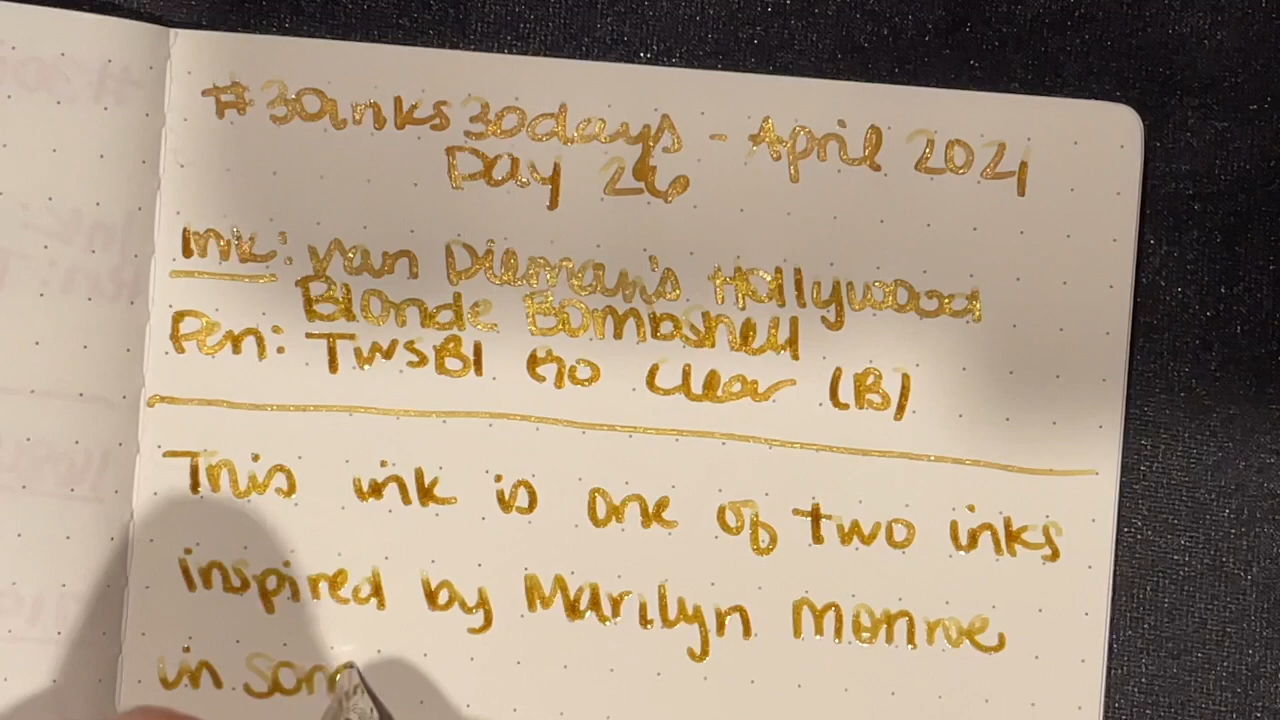 #30inks30days - April 2021
Day 26
Ink: Van Dieman's Hollywood
Blonde Bombshell
Pen: TWSBI Go Clear (B)
This ink is one of two inks
inspired by Marilyn Monroe
in som